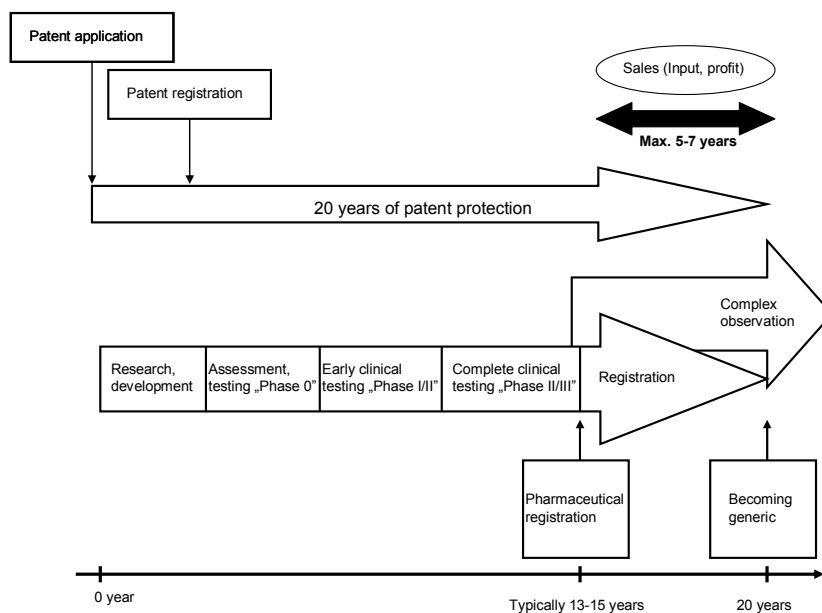 Patent application
Patent registration
Sales (Input, profit)
Max. 5-7 years
20 years of patent protection
Complex
observation
Research,
development
Assessment,
testing „Phase 0”
Early clinical
testing „Phase I/II”
Complete clinical
testing „Phase II/III”
Registration
Pharmaceutical
registration
Becoming
generic
0 year
Typically 13-15 years
20 years